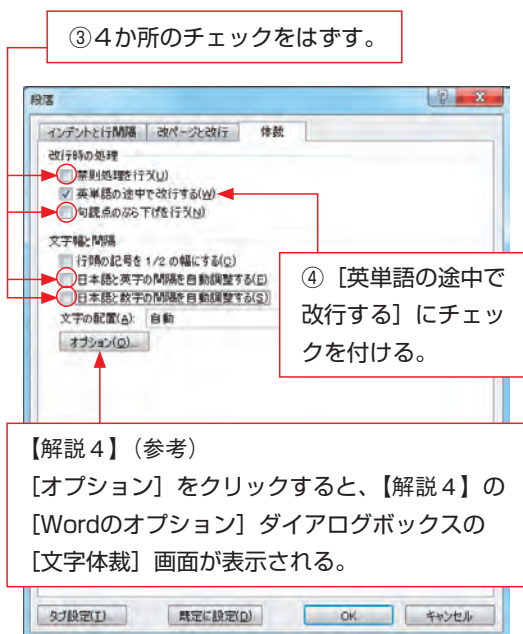 ③４か所のチェックをはずす。
段落
インデントと行間隔 改ページと改行 体裁
改行時の処理
禁則処理を行う(U)
英単語の途中で改行する(W)
句読点のぶら下げを行う(N)
文字幅と間隔
行頭の記号を 1/2 の幅にする(C)
日本語と英字の間隔を自動調整する(E)
日本語と数字の間隔を自動調整する(S)
文字の配置(A): 自動
オプション(O)...
④［英単語の途中で
改行する］にチェッ
クを付ける。
【解説４】（参考）
［オプション］をクリックすると、【解説４】の
［Wordのオプション］ダイアログボックスの
［文字体裁］画面が表示される。
タブ設定(T)... 既定に設定(D) OK キャンセル